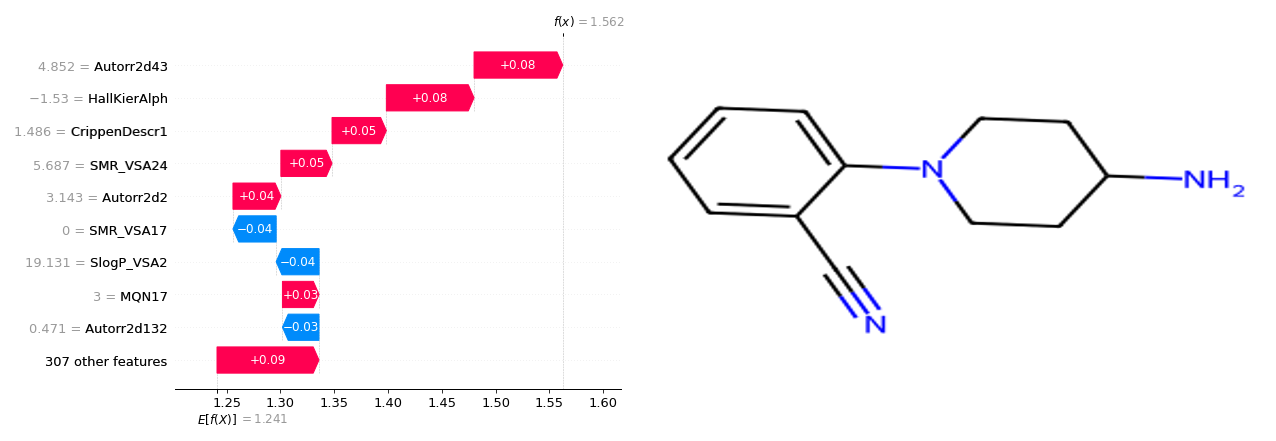 f(x) = 1.562
4.852 = Autorr2d43
+0.08
−1.53 = HallKierAlph
+0.08
1.486 = CrippenDescr1
+0.05
5.687 = SMR_VSA24
+0.05
3.143 = Autorr2d2
+0.04
0 = SMR_VSA17
−0.04
19.131 = SlogP_VSA2
−0.04
3 = MQN17
+0.03
0.471 = Autorr2d132
−0.03
307 other features
+0.09
1.25 1.30 1.35 1.40 1.45 1.50 1.55 1.60
E[f(X)] = 1.241
N
NH2
N